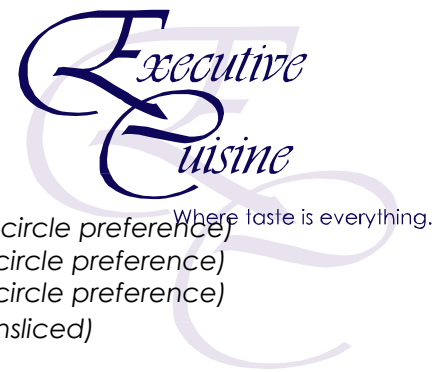 Executive
Cuisine
Where taste is everything.
circle preference)
circle preference)
circle preference)
nsliced)